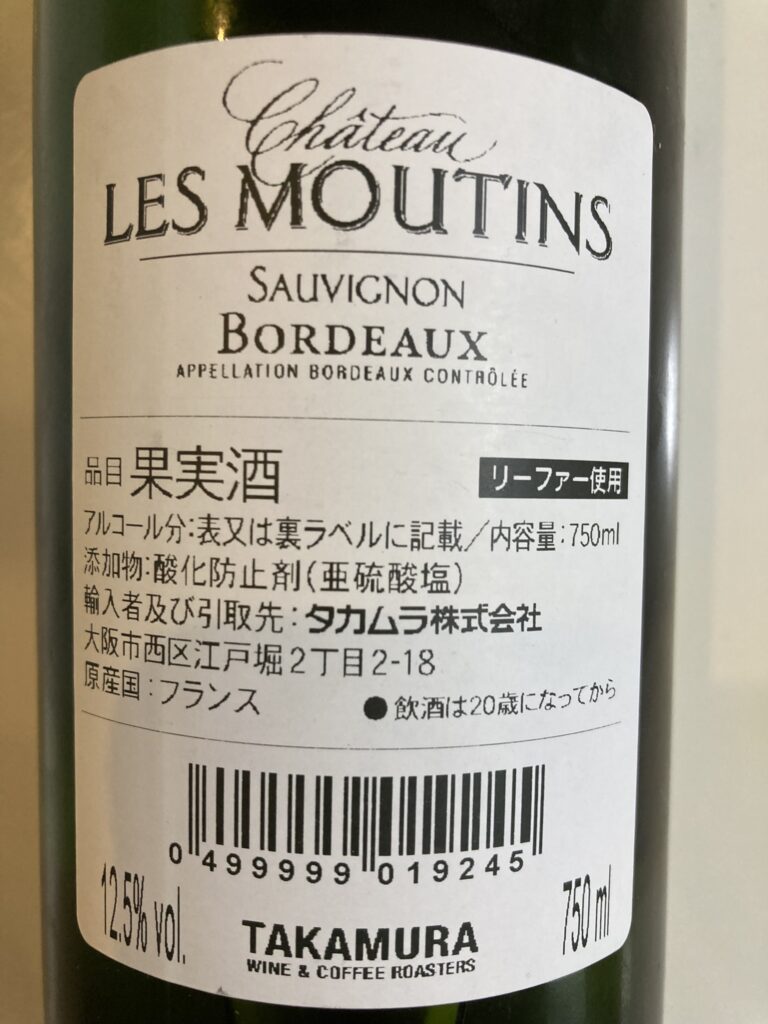 Château
LES MOUTINS
SAUVIGNON
BORDEAUX
APPELLATION BORDEAUX CONTRÔLÉE
品目 果実酒 リーファー使用
アルコール分:表又は裏ラベルに記載/内容量:750ml
添加物:酸化防止剤(亜硫酸塩)
輸入者及び引取先:タカムラ株式会社
大阪市西区江戸堀2丁目2-18
原産国:フランス ●飲酒は20歳になってから
0 499999 019245
12.5% vol. 750 ml
TAKAMURA
WINE & COFFEE ROASTERS